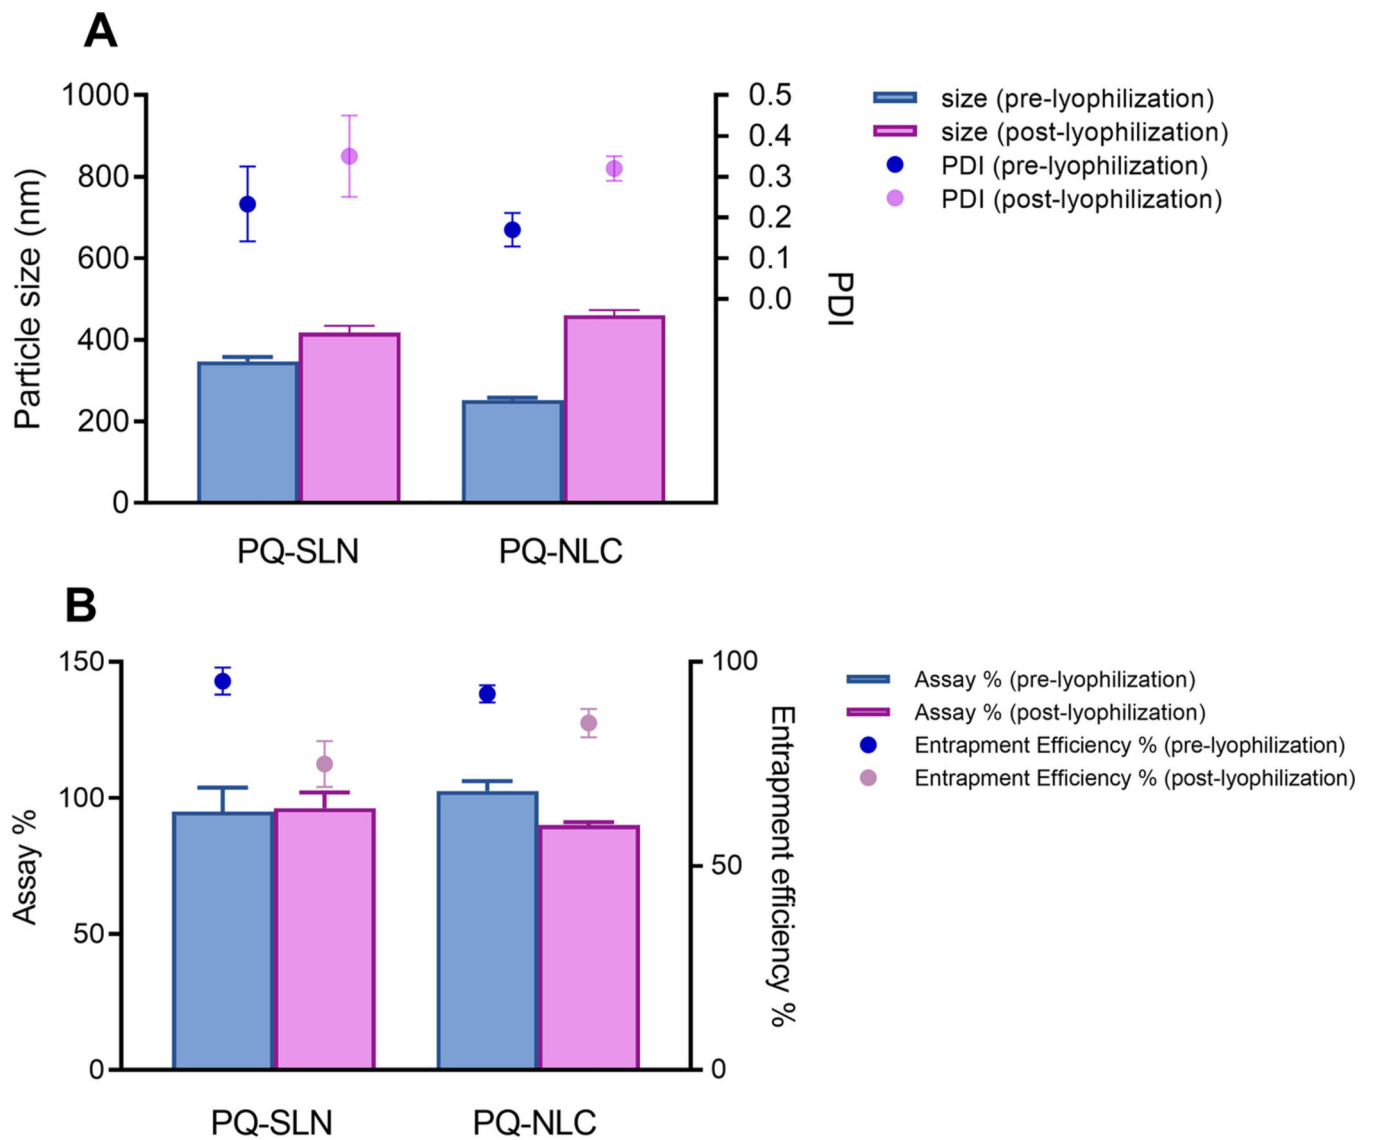 A
1000
800
600
400
200
0
Particle size (nm)
0.5
0.4
0.3
0.2
0.1
0.0
PDI
size (pre-lyophilization)
size (post-lyophilization)
PDI (pre-lyophilization)
PDI (post-lyophilization)
PQ-SLN PQ-NLC
B
150
100
50
0
Assay %
100
50
0
Entrapment efficiency %
Assay % (pre-lyophilization)
Assay % (post-lyophilization)
Entrapment Efficiency % (pre-lyophilization)
Entrapment Efficiency % (post-lyophilization)
PQ-SLN PQ-NLC